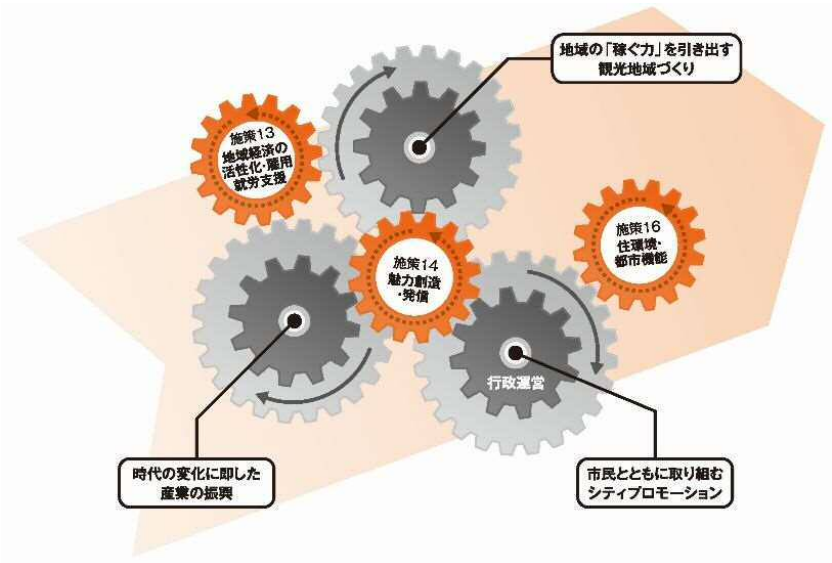 地域の「稼ぐ力」を引き出す
観光地域づくり
施策13
地域経済の
活性化・雇用
就労支援
施策16
住環境・
都市機能
施策14
魅力創造
・発信
行政運営
時代の変化に即した
産業の振興
市民とともに取り組む
シティプロモーション